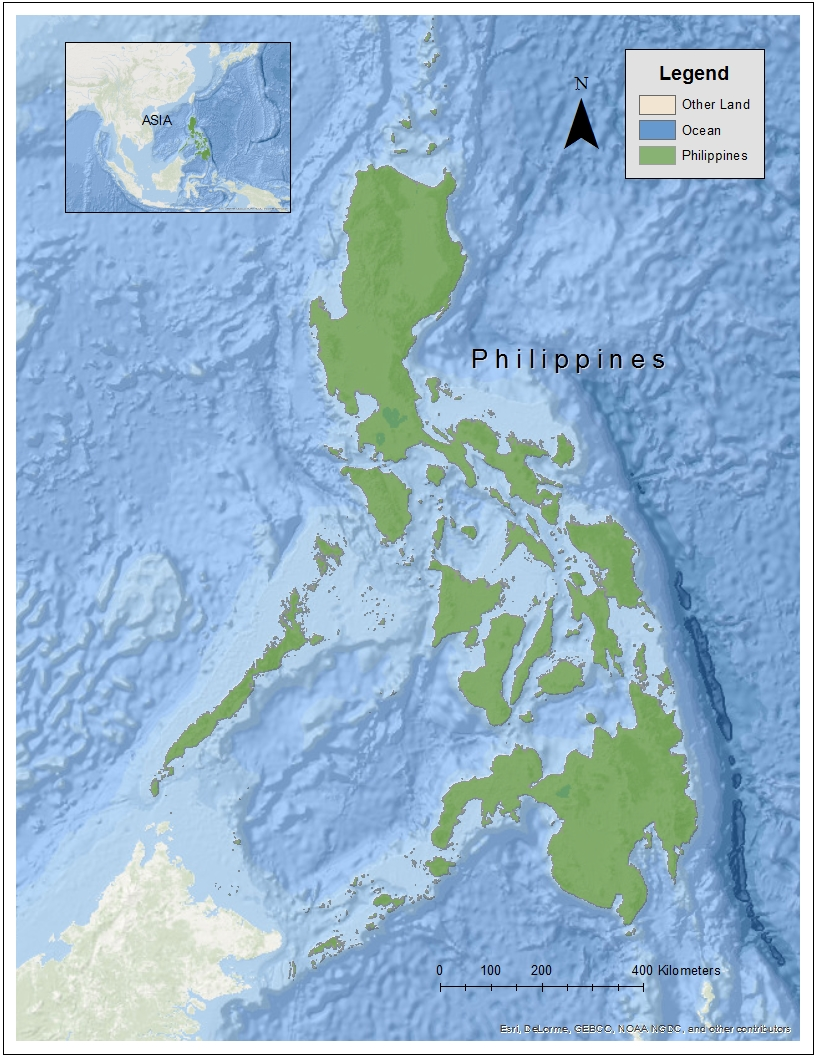 ASIA
N
Legend
Other Land
Ocean
Philippines
Philippines
0 100 200 400 Kilometers
Esri, DeLorme, GEBCO, NOAA NGDC, and other contributors